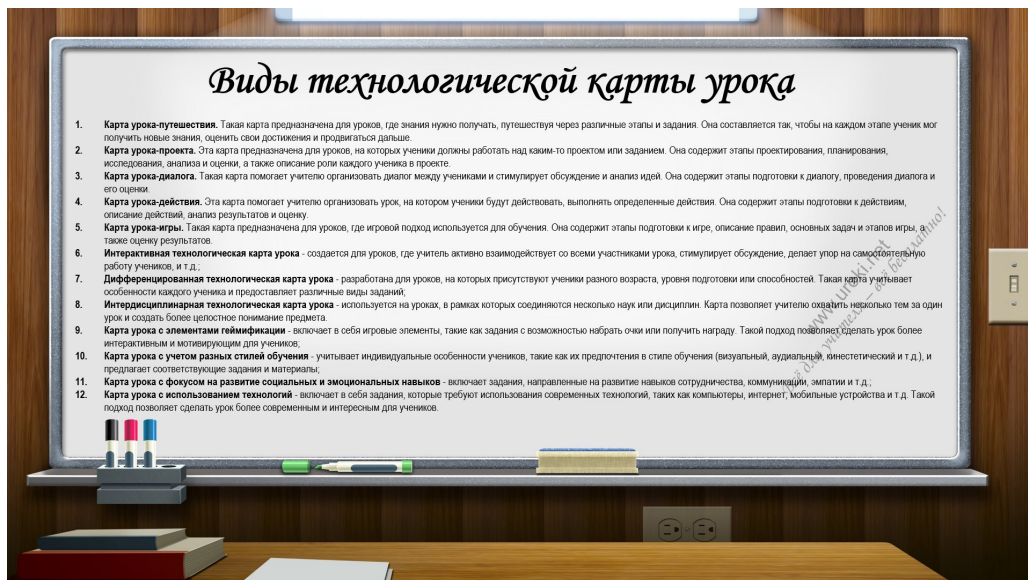 Виды технологической карты урока
1. Карта урока-путешествия. Такая карта предназначена для уроков, где знания нужно получать, путешествуя через различные этапы и задания. Она составляется так, чтобы на каждом этапе ученик мог
получить новые знания, оценить свои достижения и продвигаться дальше.
2. Карта урока-проекта. Эта карта предназначена для уроков, на которых ученики должны работать над каким-то проектом или заданием. Она содержит этапы проектирования, планирования,
исследования, анализа и оценки, а также описание роли каждого ученика в проекте.
3. Карта урока-диалога. Такая карта помогает учителю организовать диалог между учениками и стимулирует обсуждение и анализ идей. Она содержит этапы подготовки к диалогу, проведения диалога и
его оценки.
4. Карта урока-действия. Эта карта помогает учителю организовать урок, на котором ученики будут действовать, выполнять определенные действия. Она содержит этапы подготовки к действиям,
описание действий, анализ результатов и оценку.
5. Карта урока-игры. Такая карта предназначена для уроков, где игровой подход используется для обучения. Она содержит этапы подготовки к игре, описание правил, основных задач и этапов игры, а
также оценку результатов.
6. Интерактивная технологическая карта урока - создается для уроков, где учитель активно взаимодействует со всеми участниками урока, стимулирует обсуждение, делает упор на самостоятельную
работу учеников, и т.д.;
7. Дифференцированная технологическая карта урока - разработана для уроков, на которых присутствуют ученики разного возраста, уровня подготовки или способностей. Такая карта учитывает
особенности каждого ученика и предоставляет различные виды заданий;
8. Интердисциплинарная технологическая карта урока - используется на уроках, в рамках которых соединяются несколько наук или дисциплин. Карта позволяет учителю охватить несколько тем за один
урок и создать более целостное понимание предмета.
9. Карта урока с элементами геймификации - включает в себя игровые элементы, такие как задания с возможностью набрать очки или получить награду. Такой подход позволяет сделать урок более
интерактивным и мотивирующим для учеников;
10. Карта урока с учетом разных стилей обучения - учитывает индивидуальные особенности учеников, такие как их предпочтения в стиле обучения (визуальный, аудиальный, кинестетический и т.д.), и
предлагает соответствующие задания и материалы;
11. Карта урока с фокусом на развитие социальных и эмоциональных навыков - включает задания, направленные на развитие навыков сотрудничества, коммуникации, эмпатии и т.д.;
12. Карта урока с использованием технологий - включает в себя задания, которые требуют использования современных технологий, таких как компьютеры, интернет, мобильные устройства и т.д. Такой
подход позволяет сделать урок более современным и интересным для учеников.
www.uroki.net
всё для учителя – всё бесплатно!